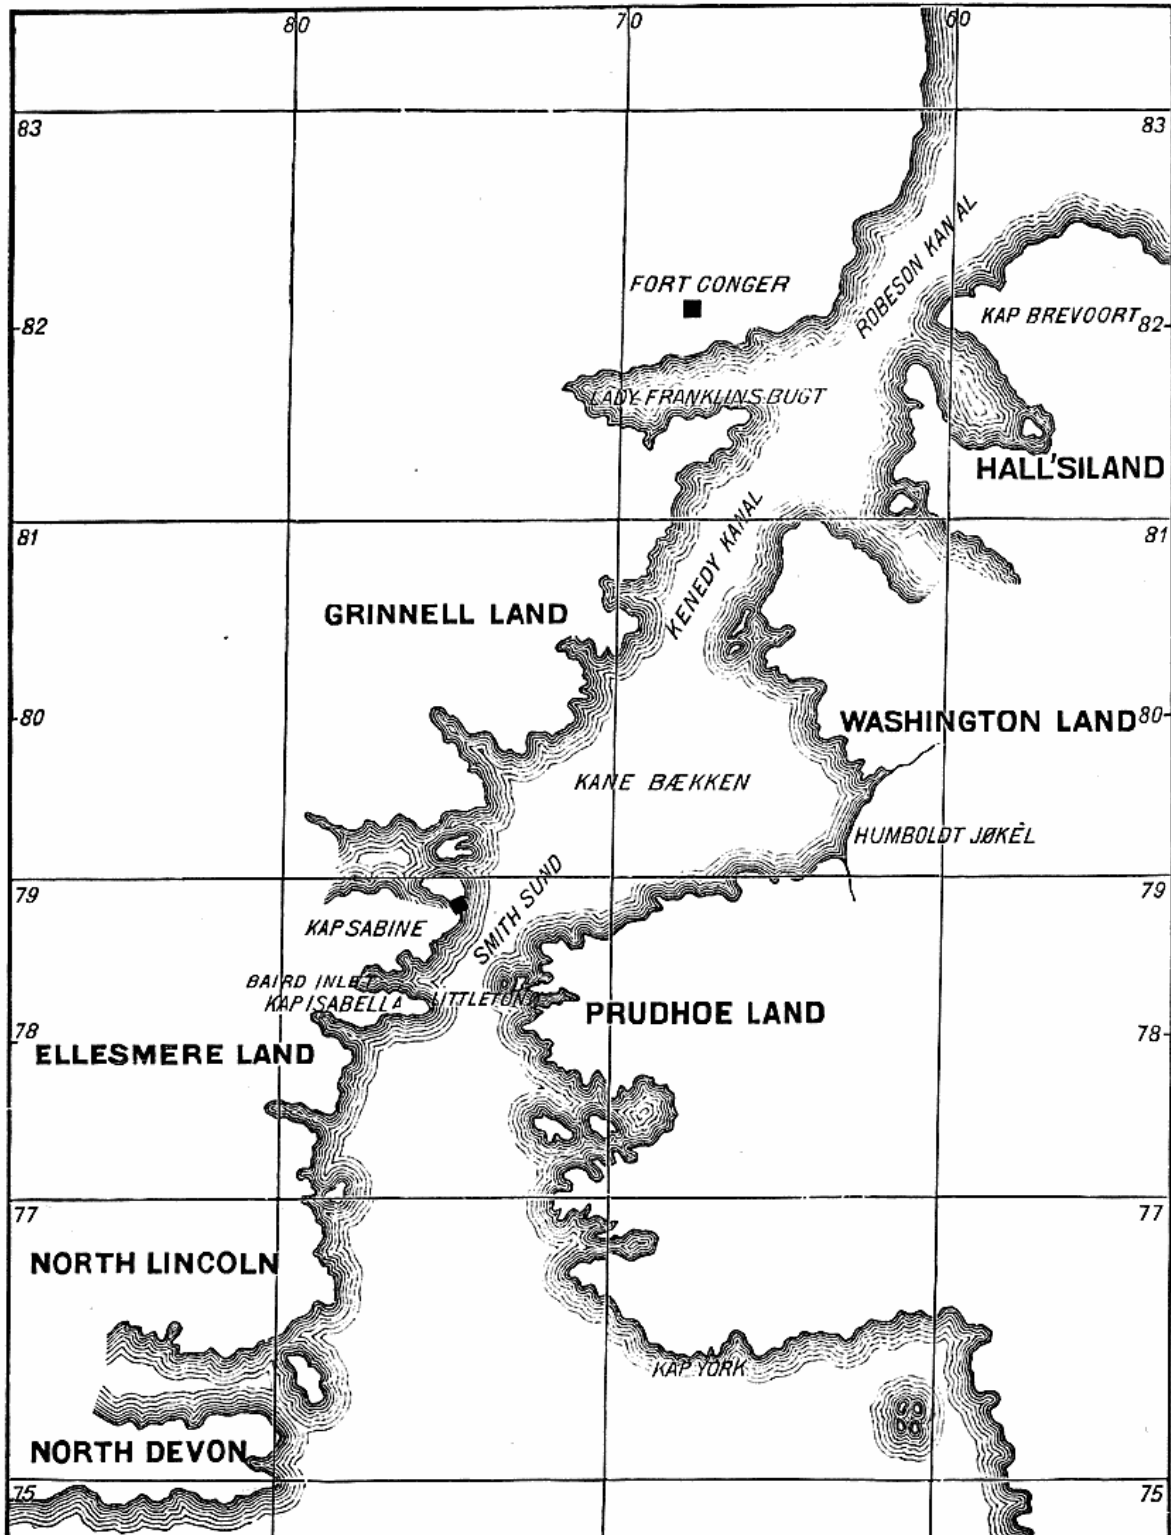 80 70 60
83 83
ROBESON KANAL
FORT CONGER
KAP BREVOORT
82 82
LADY FRANKLINS BUGT
HALL'S ILAND
81 81
KENEDY KANAL
GRINNELL LAND
80 WASHINGTON LAND 80
KANE BÆKKEN
HUMBOLDT JØKEL
79 79
SMITH SUND
KAP SABINE
BAIRD INLET
KAP ISABELLA LITTLETON
PRUDHOE LAND
78 78
ELLESMERE LAND
77 77
NORTH LINCOLN
KAP YORK
NORTH DEVON
75 75